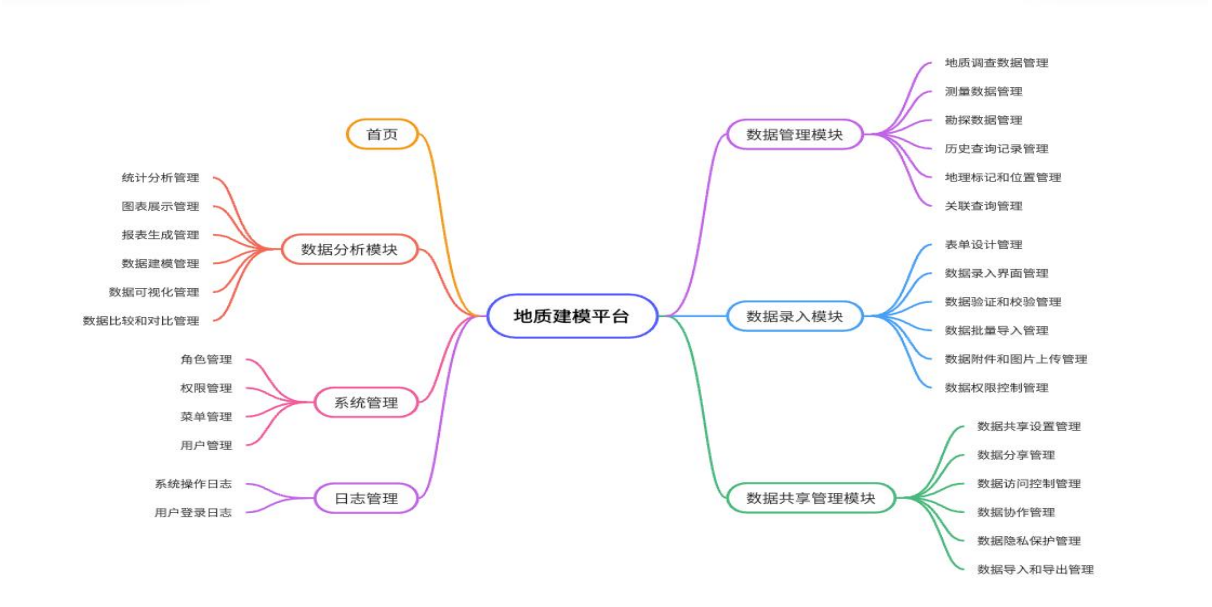 地质建模平台
首页
数据分析模块
统计分析管理
图表展示管理
报表生成管理
数据建模管理
数据可视化管理
数据比较和对比管理
系统管理
角色管理
权限管理
菜单管理
用户管理
日志管理
系统操作日志
用户登录日志
数据管理模块
地质调查数据管理
测量数据管理
勘探数据管理
历史查询记录管理
地理标记和位置管理
关联查询管理
数据录入模块
表单设计管理
数据录入界面管理
数据验证和校验管理
数据批量导入管理
数据附件和图片上传管理
数据权限控制管理
数据共享管理模块
数据共享设置管理
数据分享管理
数据访问控制管理
数据协作管理
数据隐私保护管理
数据导入和导出管理